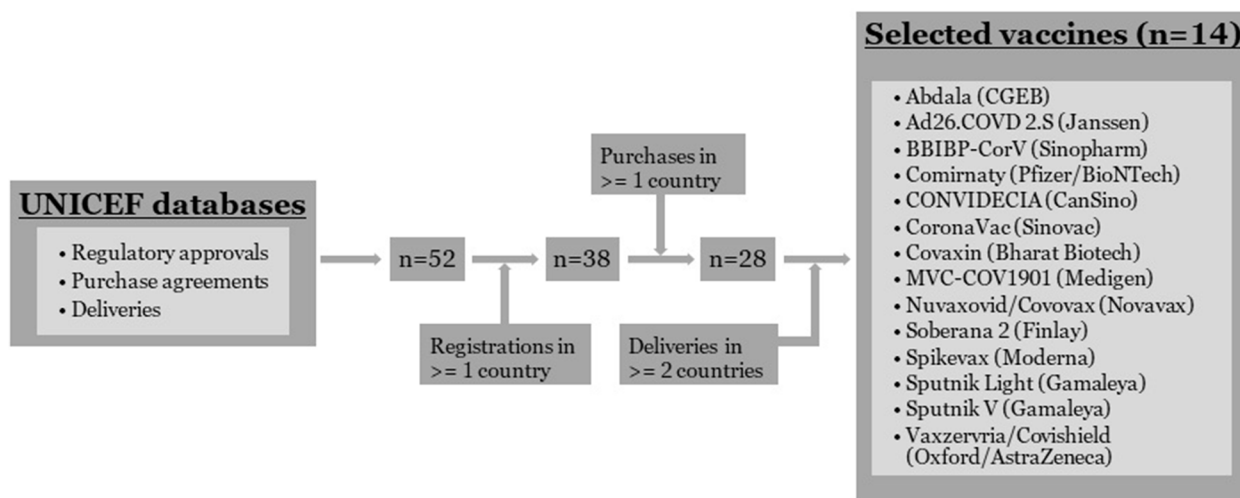 UNICEF databases
• Regulatory approvals
• Purchase agreements
• Deliveries
n=52
Registrations in
>= 1 country
n=38
Purchases in
>= 1 country
n=28
Deliveries in
>= 2 countries
Selected vaccines (n=14)
• Abdala (CGEB)
• Ad26.COVD 2.S (Janssen)
• BBIBP-CorV (Sinopharm)
• Comirnaty (Pfizer/BioNTech)
• CONVIDECIA (CanSino)
• CoronaVac (Sinovac)
• Covaxin (Bharat Biotech)
• MVC-COV1901 (Medigen)
• Nuvaxovid/Covovax (Novavax)
• Soberana 2 (Finlay)
• Spikevax (Moderna)
• Sputnik Light (Gamaleya)
• Sputnik V (Gamaleya)
• Vaxzervria/Covishield
(Oxford/AstraZeneca)